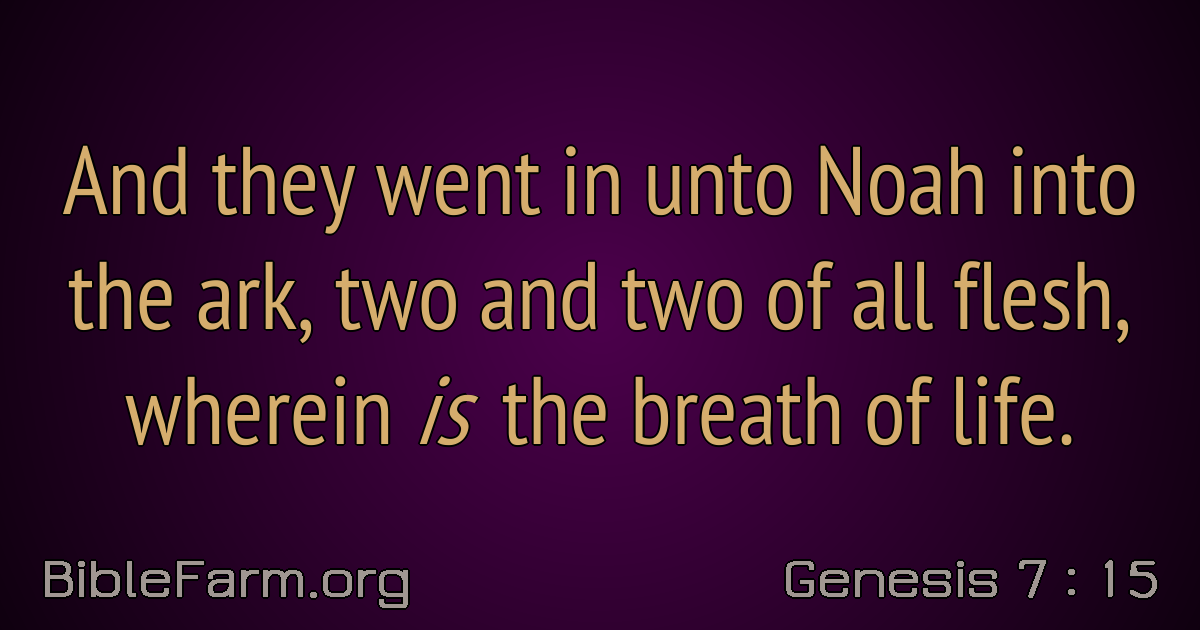 And they went in unto Noah into
the ark, two and two of all flesh,
wherein is the breath of life.
BibleFarm.org
Genesis 7 : 15